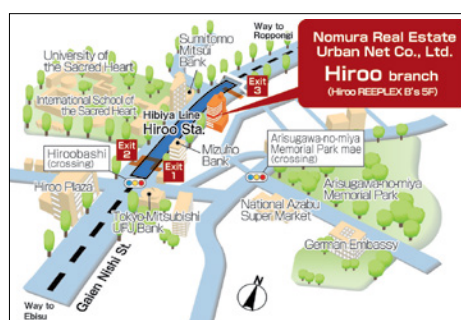 Way to
Roppongi
Nomura Real Estate
Urban Net Co., Ltd.
Hiroo branch
(Hiroo REEPLEX B's 5F)
Sumitomo
Mitsui
Bank
University of
the Sacred Heart
Exit
3
International School of
the Sacred Heart
Hibiya Line
Hiroo Sta.
Exit
2
Mizuho
Bank
Hiroobashi
(crossing)
Exit
1
Arisugawa-no-miya
Memorial Park mae
(crossing)
Hiroo Plaza
Arisugawa-no-miya
Memorial Park
Tokyo-Mitsubishi
UFJ Bank
National Azabu
Super Market
German Embassy
Gaien Nishi St.
Way to
Ebisu
N